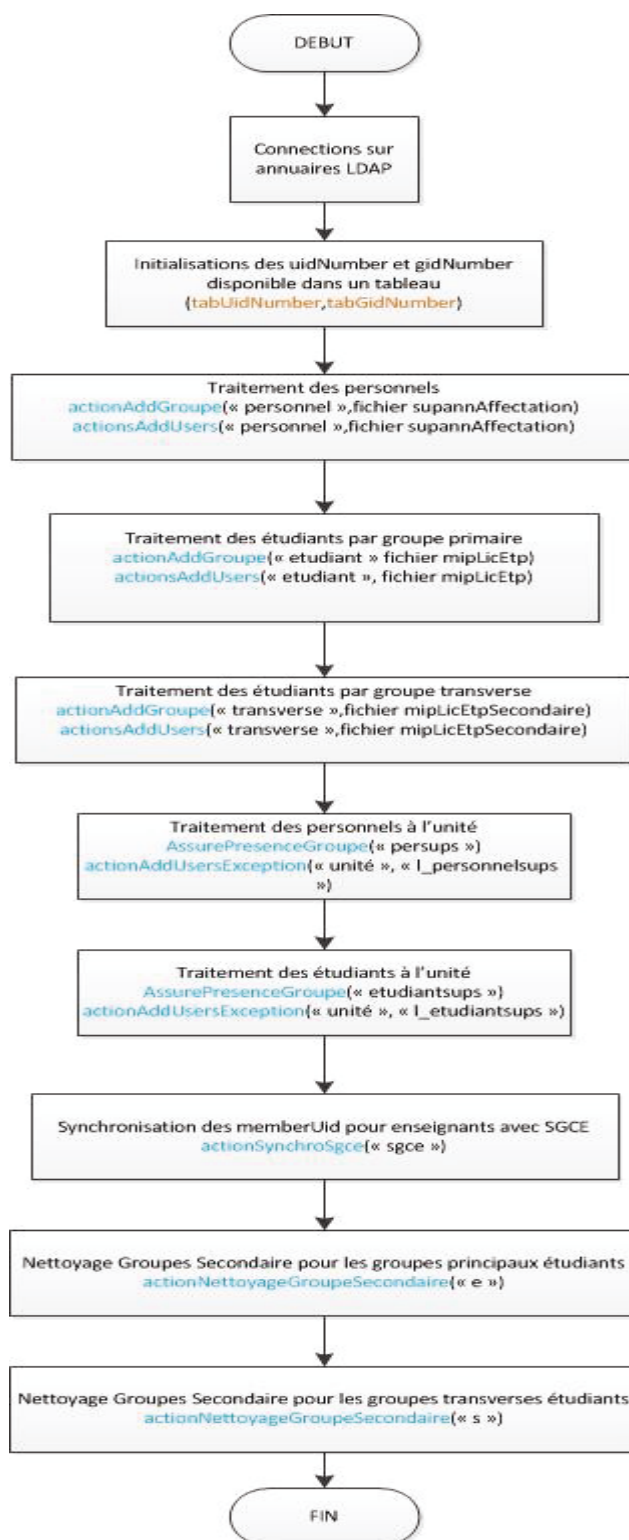 DEBUT
Connections sur
annuaires LDAP
Initialisations des uidNumber et gidNumber
disponible dans un tableau
(tabUidNumber,tabGidNumber)
Traitement des personnels
actionAddGroupe(« personnel »,fichier supannAffectation)
actionsAddUsers(« personnel »,fichier supannAffectation)
Traitement des étudiants par groupe primaire
actionAddGroupe(« etudiant » fichier mipLicEtp)
actionsAddUsers(« etudiant », fichier mipLicEtp)
Traitement des étudiants par groupe transverse
actionAddGroupe(« transverse »,fichier mipLicEtpSecondaire)
actionsAddUsers(« transverse »,fichier mipLicEtpSecondaire)
Traitement des personnels à l'unité
AssurePresenceGroupe(« persups »)
actionAddUsersException(« unité », « l_personnelsups
»)
Traitement des étudiants à l'unité
AssurePresenceGroupe(« etudiantsups »)
actionAddUsersException(« unité », « l_etudiantsups »)
Synchronisation des memberUid pour enseignants avec SGCE
actionSynchroSgce(« sgce »)
Nettoyage Groupes Secondaire pour les groupes principaux étudiants
actionNettoyageGroupeSecondaire(« e »)
Nettoyage Groupes Secondaire pour les groupes transverses étudiants
actionNettoyageGroupeSecondaire(« s »)
FIN